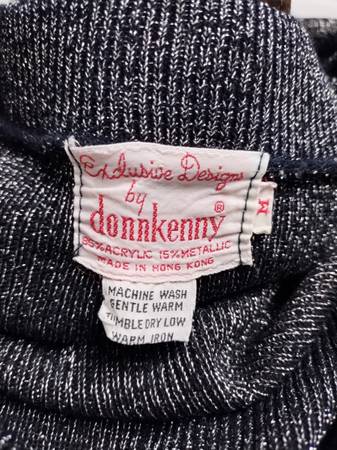 Exclusive Designs
by
donnkenny®
85% ACRYLIC 15% METALLIC
MADE IN HONG KONG
M
MACHINE WASH
GENTLE WARM
TUMBLE DRY LOW
WARM IRON